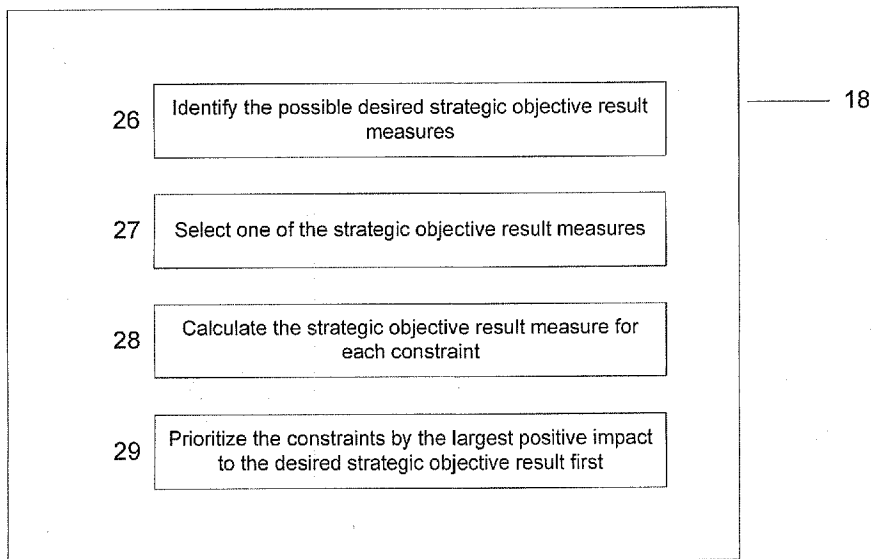 18
26 Identify the possible desired strategic objective result
measures
27 Select one of the strategic objective result measures
28 Calculate the strategic objective result measure for
each constraint
29 Prioritize the constraints by the largest positive impact
to the desired strategic objective result first